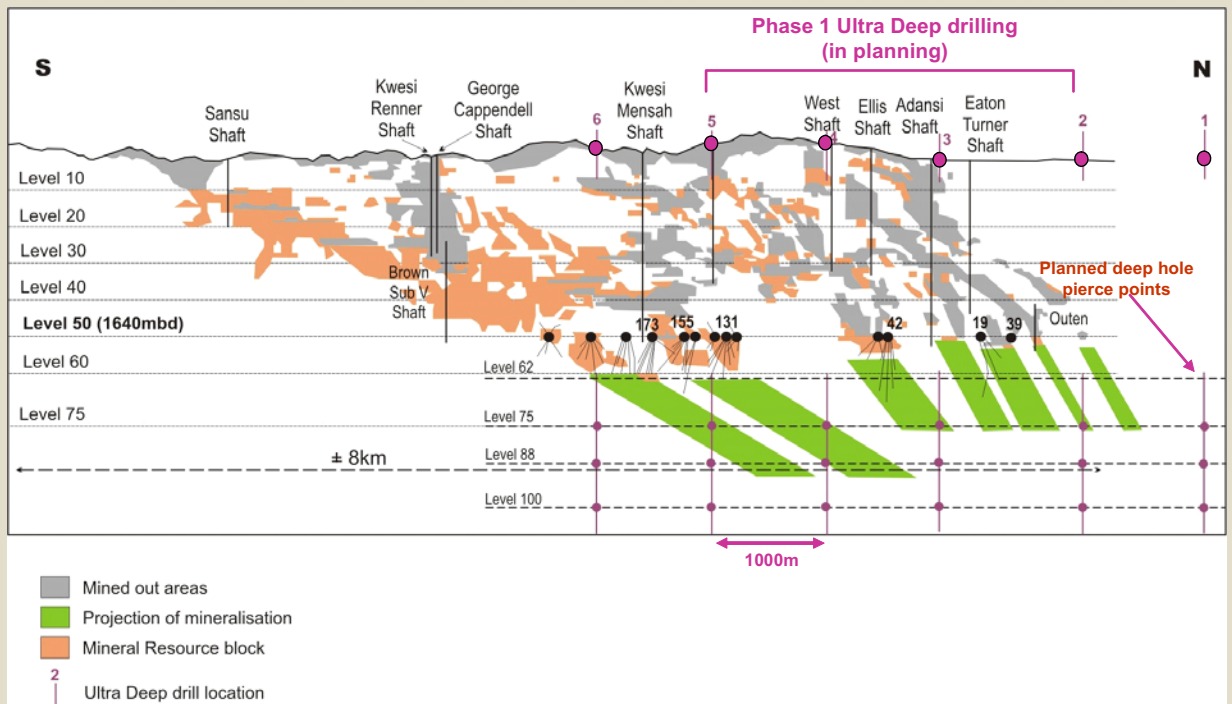 Phase 1 Ultra Deep drilling
(in planning)
S
N
Sansu
Shaft
Kwesi
Renner
Shaft
George
Cappendell
Shaft
6
Kwesi
Mensah
Shaft
5
West
Shaft
4
Ellis
Shaft
Adansi
Shaft
3
Eaton
Turner
Shaft
2
1
Level 10
Level 20
Level 30
Level 40
Level 50 (1640mbd)
Level 60
Level 75
Brown
Sub V
Shaft
173
155
131
42
19
39
Outen
Planned deep hole
pierce points
Level 62
Level 75
Level 88
Level 100
± 8km
1000m
Mined out areas
Projection of mineralisation
Mineral Resource block
2
Ultra Deep drill location